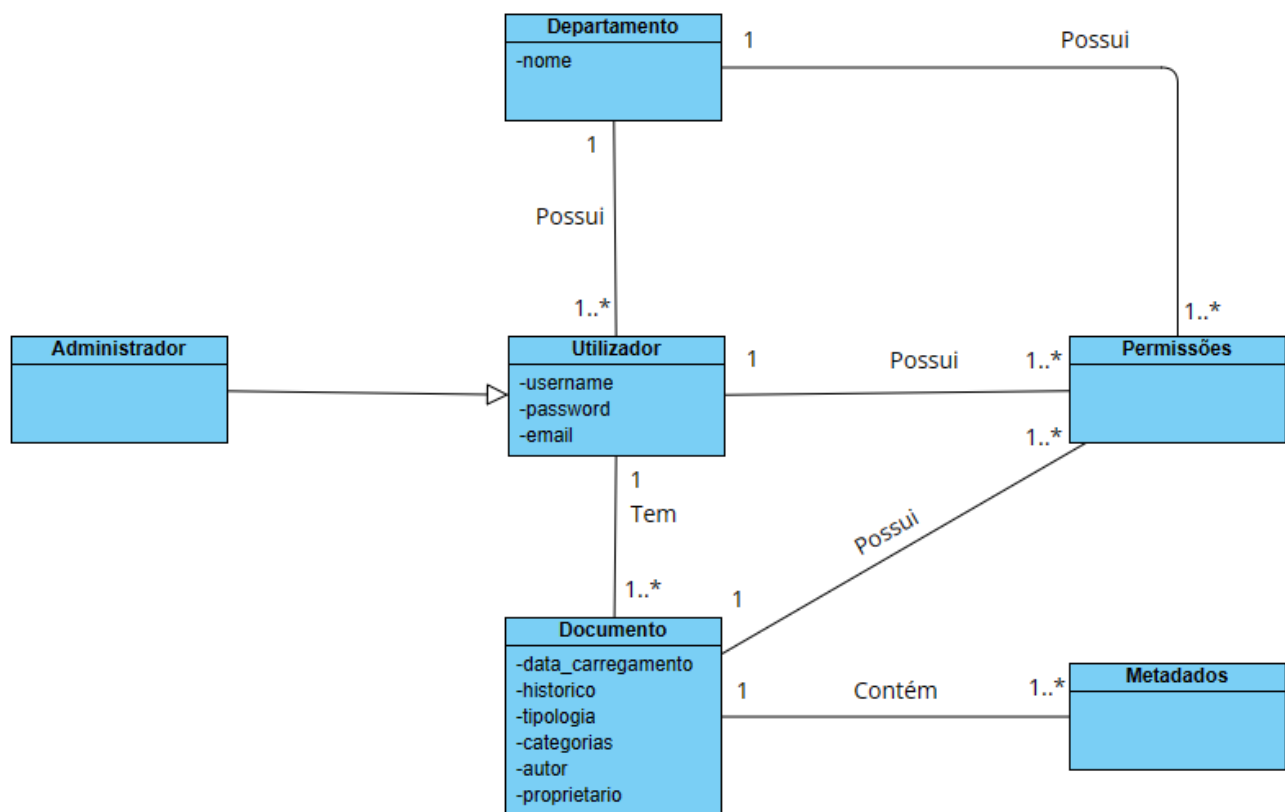 Departamento
-nome
1
Possui
1
Possui
1..*
1..*
Administrador
Utilizador
-username
-password
-email
1
Possui
1..*
Permissões
1..*
1
Tem
Possui
1..*
1
Documento
-data_carregamento
-historico
-tipologia
-categorias
-autor
-proprietario
1
Contém
1..*
Metadados